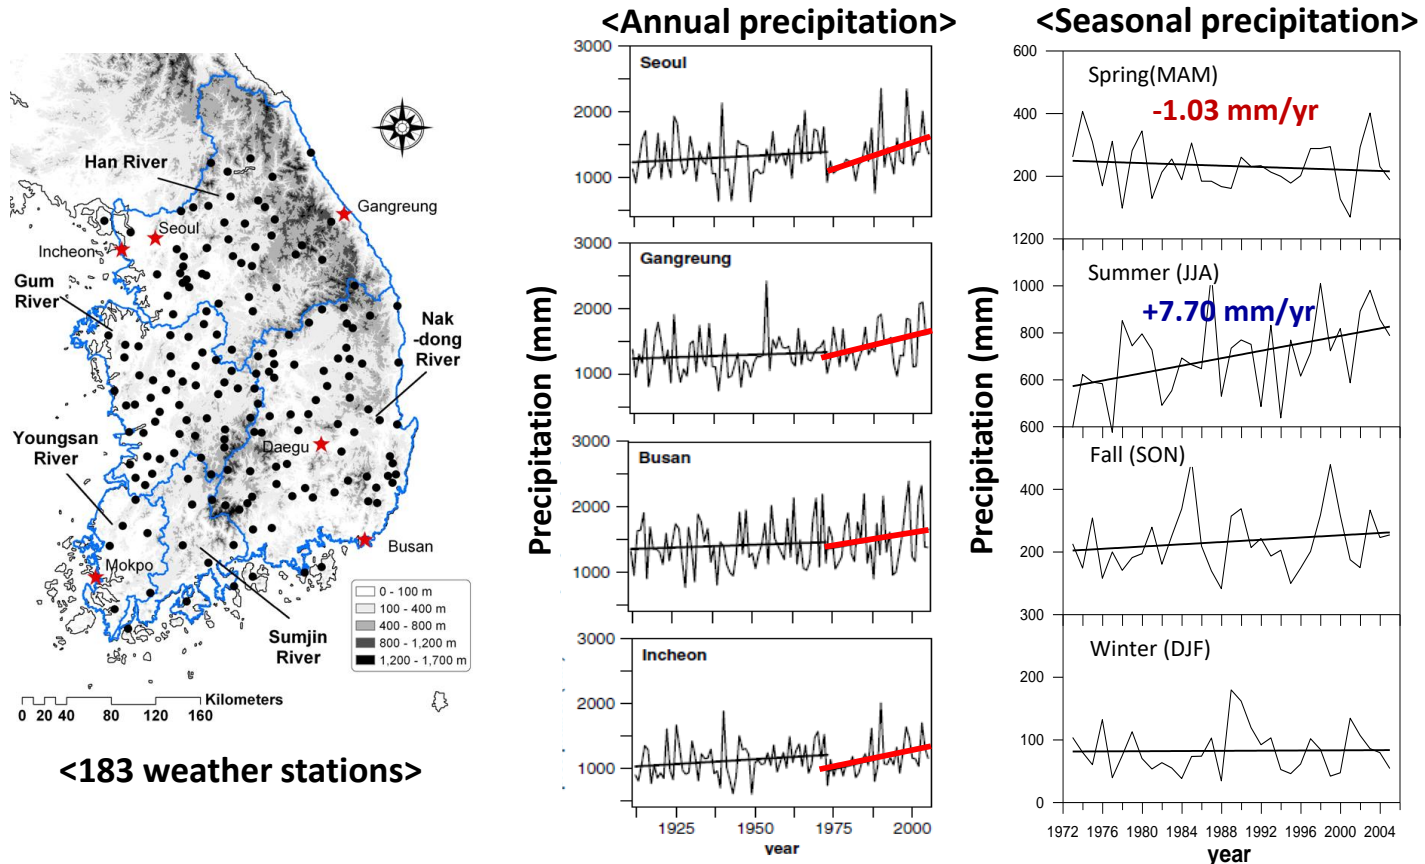 <Annual precipitation>
<Seasonal precipitation>
Han River
Gangreung
Seoul
Incheon
Gum
River
Nak
-dong
River
Youngsan
River
Daegu
Busan
Mokpo
Sumjin
River
0 - 100 m
100 - 400 m
400 - 800 m
800 - 1,200 m
1,200 - 1,700 m
Kilometers
0 20 40 80 120 160
<183 weather stations>
Precipitation (mm)
3000
Seoul
2000
1000
3000
Gangreung
2000
1000
3000
Busan
2000
1000
3000
Incheon
2000
1000
1925 1950 1975 2000
year
Precipitation (mm)
600
Spring(MAM)
-1.03 mm/yr
400
200
1200
Summer (JJA)
1000
+7.70 mm/yr
800
600
600
Fall (SON)
400
200
300
Winter (DJF)
200
100
0
1972 1976 1980 1984 1988 1992 1996 2000 2004
year